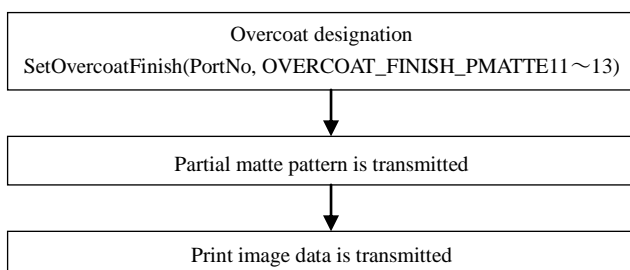 Overcoat designation
SetOvercoatFinish(PortNo, OVERCOAT_FINISH_PMATTE11～13)
Partial matte pattern is transmitted
Print image data is transmitted